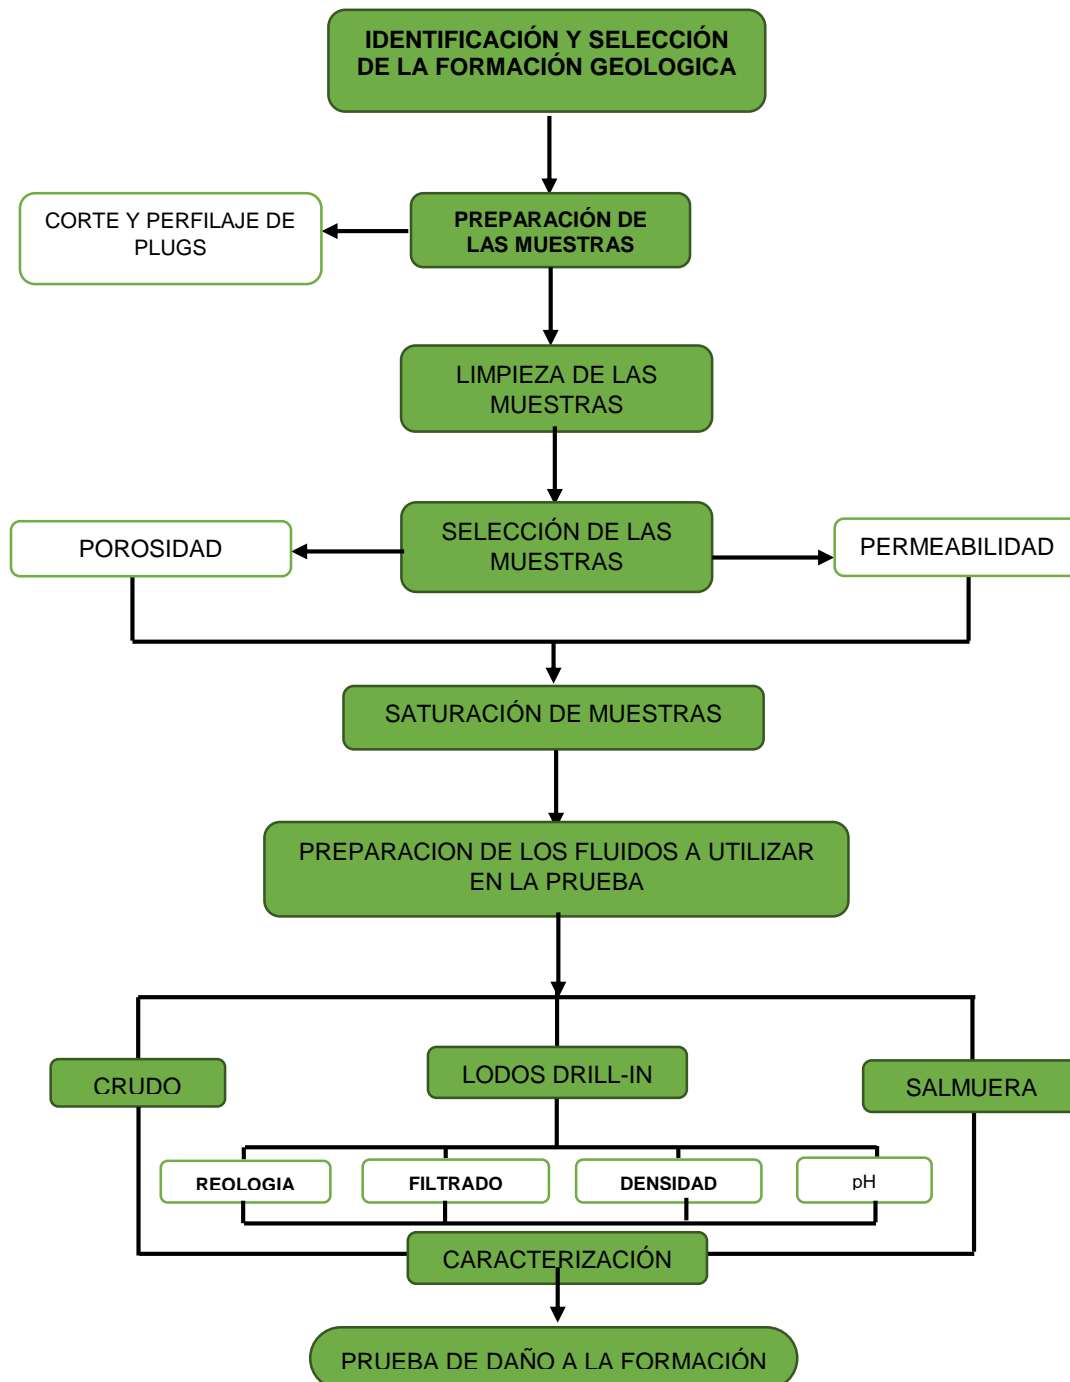 IDENTIFICACIÓN Y SELECCIÓN
DE LA FORMACIÓN GEOLOGICA
CORTE Y PERFILAJE DE
PLUGS
PREPARACIÓN DE
LAS MUESTRAS
LIMPIEZA DE LAS
MUESTRAS
POROSIDAD
SELECCIÓN DE LAS
MUESTRAS
PERMEABILIDAD
SATURACIÓN DE MUESTRAS
PREPARACION DE LOS FLUIDOS A UTILIZAR
EN LA PRUEBA
CRUDO
LODOS DRILL-IN
SALMUERA
REOLOGIA
FILTRADO
DENSIDAD
pH
CARACTERIZACIÓN
PRUEBA DE DAÑO A LA FORMACIÓN